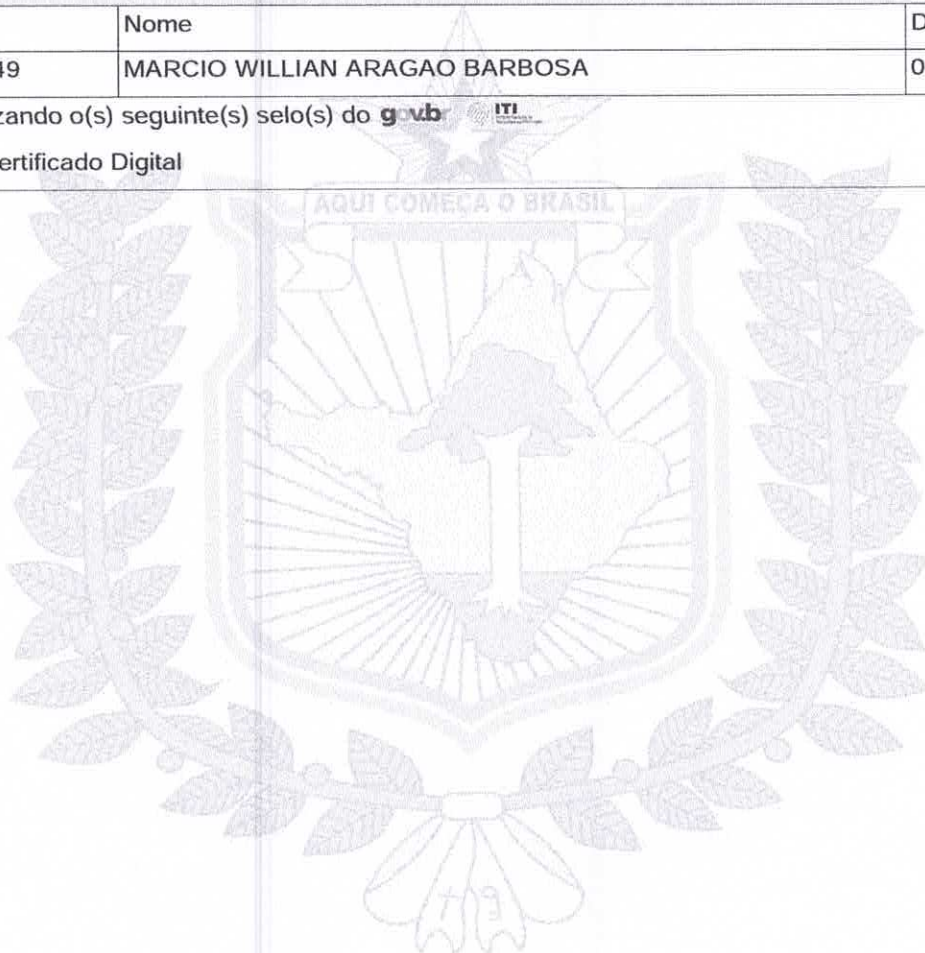 Nome D
49 MARCIO WILLIAN ARAGAO BARBOSA 0
zando o(s) seguinte(s) selo(s) do gov.br ITI
ertificado Digital
AQUI COMEÇA O BRASIL